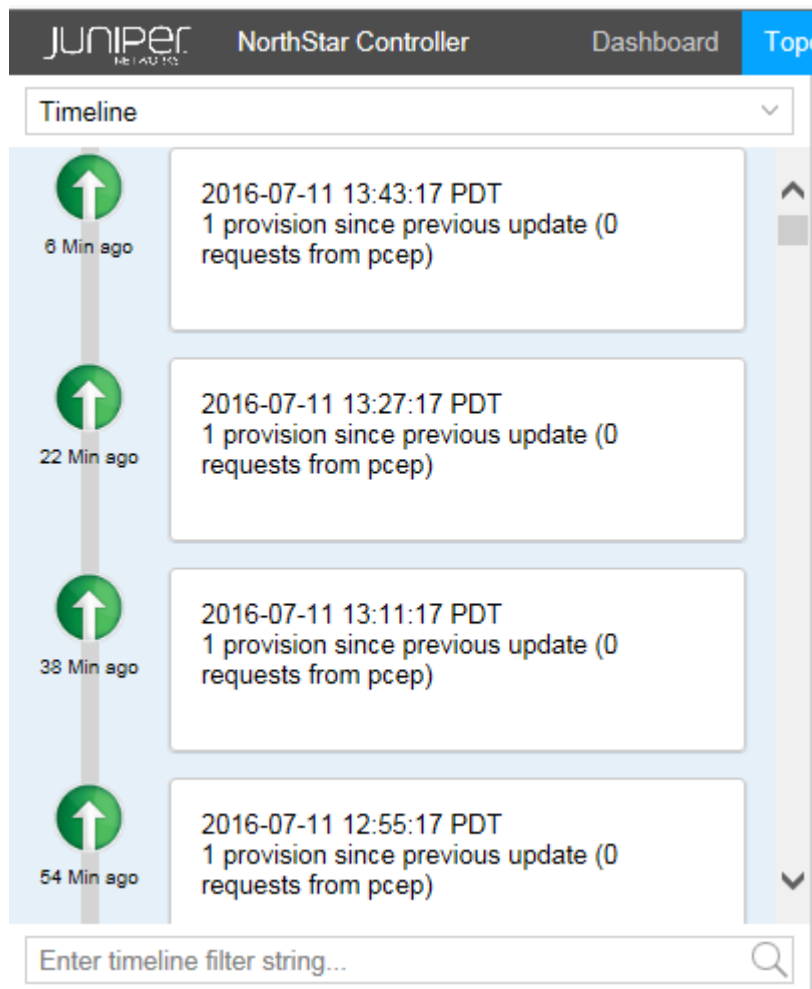 JUNIPER NETWORKS NorthStar Controller Dashboard Topo
Timeline
2016-07-11 13:43:17 PDT
1 provision since previous update (0
requests from pcep)
6 Min ago
2016-07-11 13:27:17 PDT
1 provision since previous update (0
requests from pcep)
22 Min ago
2016-07-11 13:11:17 PDT
1 provision since previous update (0
requests from pcep)
38 Min ago
2016-07-11 12:55:17 PDT
1 provision since previous update (0
requests from pcep)
54 Min ago
Enter timeline filter string...